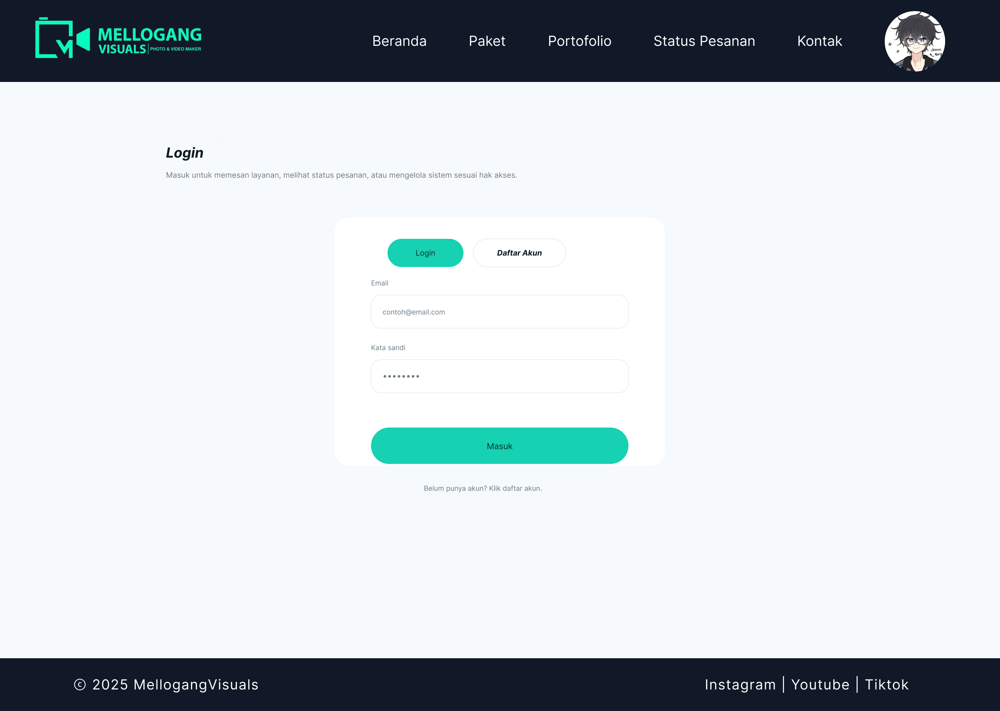 MELLOGANG
VISUALS | PHOTO & VIDEO MAKER
Beranda Paket Portofolio Status Pesanan Kontak
Jenius
Boy
Login
Masuk untuk memesan layanan, melihat status pesanan, atau mengelola sistem sesuai hak akses.
Login Daftar Akun
Email
contoh@email.com
Kata sandi
••••••••
Masuk
Belum punya akun? Klik daftar akun.
© 2025 MellogangVisuals
Instagram | Youtube | Tiktok